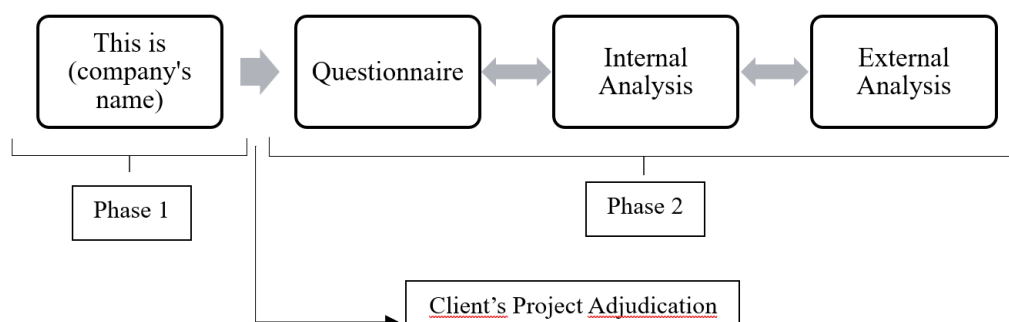 This is
(company's
name)
Questionnaire
Internal
Analysis
External
Analysis
Phase 1
Phase 2
Client’s Project Adjudication